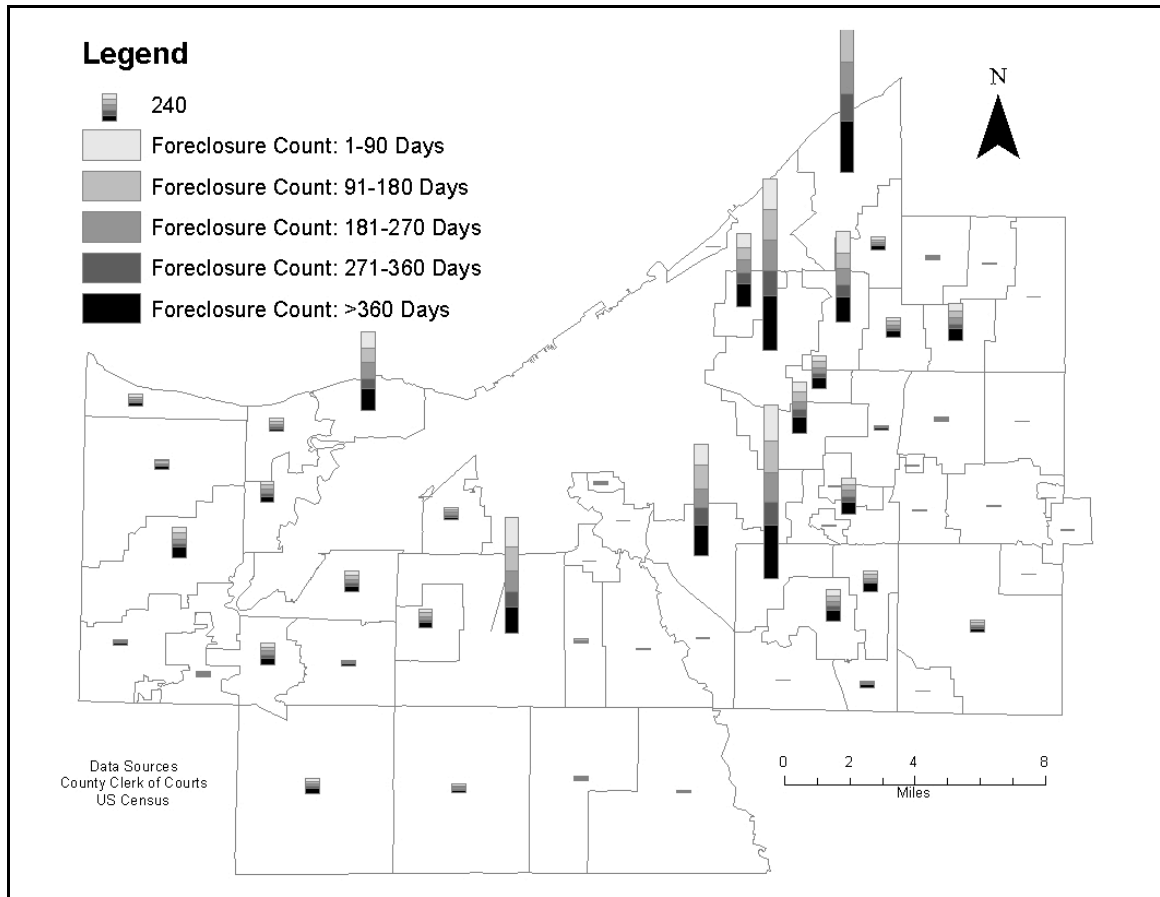 Legend
240
Foreclosure Count: 1-90 Days
Foreclosure Count: 91-180 Days
Foreclosure Count: 181-270 Days
Foreclosure Count: 271-360 Days
Foreclosure Count: >360 Days
N
Data Sources
County Clerk of Courts
US Census
0 2 4 8
Miles